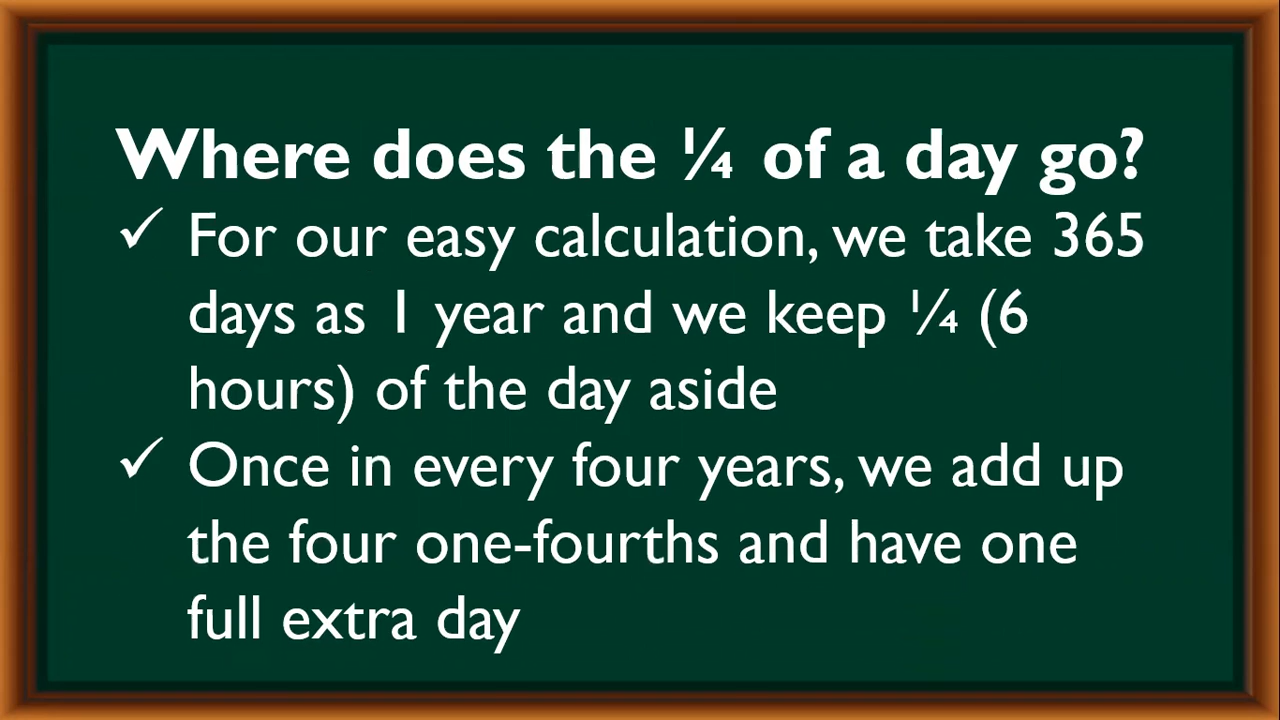 Where does the ¼ of a day go?
✓ For our easy calculation, we take 365
days as 1 year and we keep ¼ (6
hours) of the day aside
✓ Once in every four years, we add up
the four one-fourths and have one
full extra day